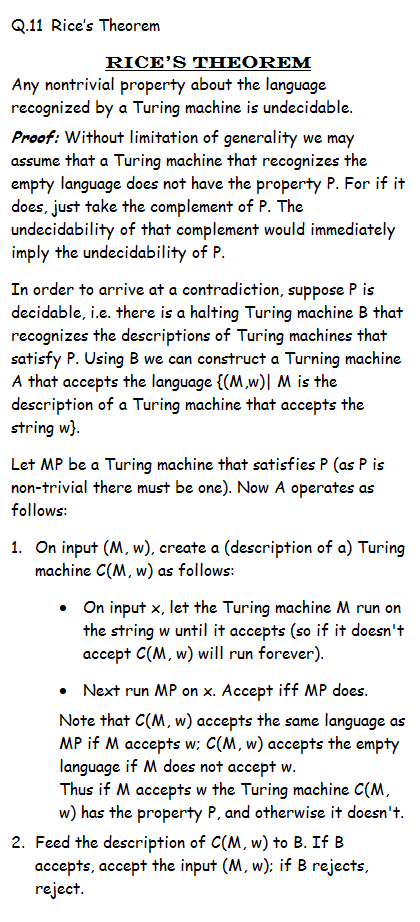 Q.11 Rice's Theorem
RICE'S THEOREM
Any nontrivial property about the language
recognized by a Turing machine is undecidable.
Proof: Without limitation of generality we may
assume that a Turing machine that recognizes the
empty language does not have the property P. For if it
does, just take the complement of P. The
undecidability of that complement would immediately
imply the undecidability of P.
In order to arrive at a contradiction, suppose P is
decidable, i.e. there is a halting Turing machine B that
recognizes the descriptions of Turing machines that
satisfy P. Using B we can construct a Turning machine
A that accepts the language {(M,w)| M is the
description of a Turing machine that accepts the
string w}.
Let MP be a Turing machine that satisfies P (as P is
non-trivial there must be one). Now A operates as
follows:
1. On input (M, w), create a (description of a) Turing
machine C(M, w) as follows:
• On input x, let the Turing machine M run on
the string w until it accepts (so if it doesn't
accept C(M, w) will run forever).
• Next run MP on x. Accept iff MP does.
Note that C(M, w) accepts the same language as
MP if M accepts w; C(M, w) accepts the empty
language if M does not accept w.
Thus if M accepts w the Turing machine C(M,
w) has the property P, and otherwise it doesn't.
2. Feed the description of C(M, w) to B. If B
accepts, accept the input (M, w); if B rejects,
reject.